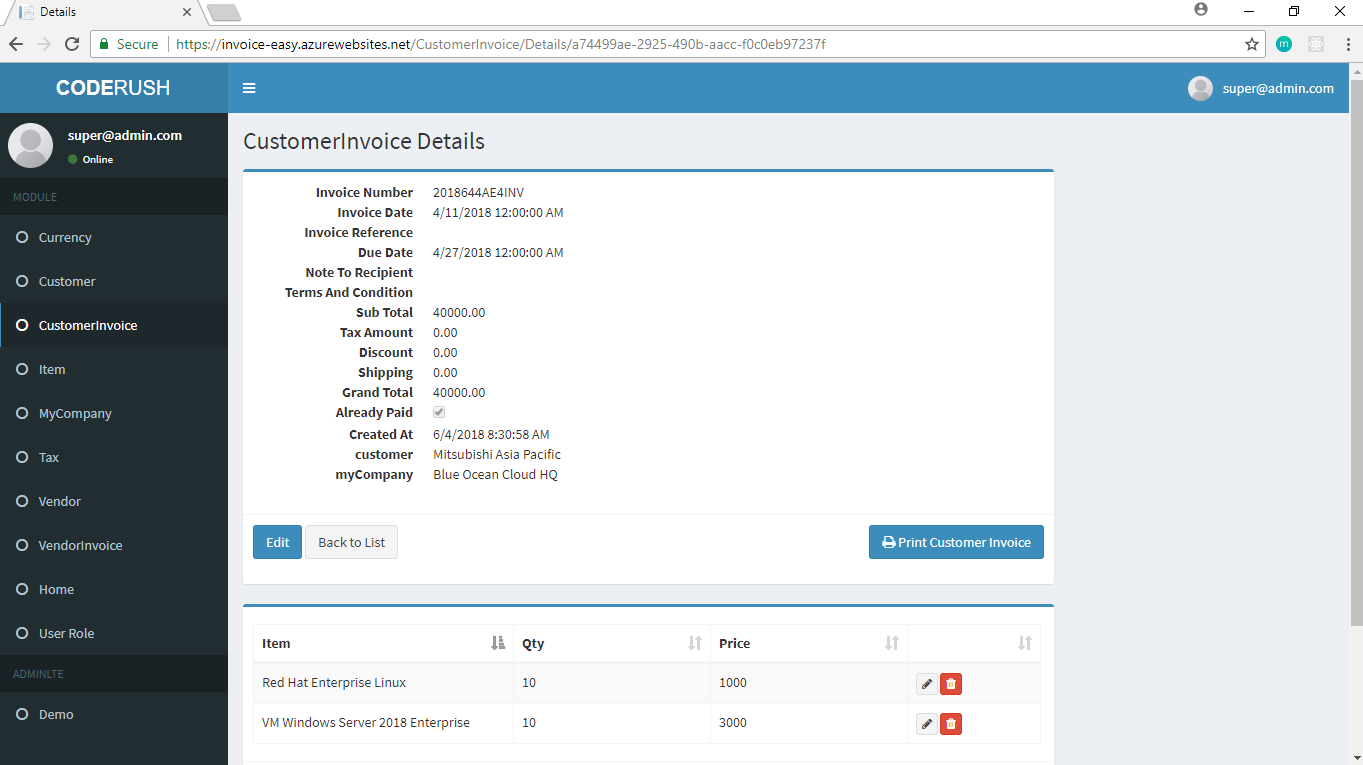 Details
Secure https://invoice-easy.azurewebsites.net/CustomerInvoice/Details/a74499ae-2925-490b-aacc-f0c0eb97237f
m
CODERUSH
super@admin.com
super@admin.com
Online
MODULE
Currency
Customer
CustomerInvoice
Item
MyCompany
Tax
Vendor
VendorInvoice
Home
User Role
ADMINLTE
Demo
CustomerInvoice Details
Invoice Number 2018644AE4INV
Invoice Date 4/11/2018 12:00:00 AM
Invoice Reference
Due Date 4/27/2018 12:00:00 AM
Note To Recipient
Terms And Condition
Sub Total 40000.00
Tax Amount 0.00
Discount 0.00
Shipping 0.00
Grand Total 40000.00
Already Paid
Created At 6/4/2018 8:30:58 AM
customer Mitsubishi Asia Pacific
myCompany Blue Ocean Cloud HQ
Edit Back to List Print Customer Invoice
Item Qty Price
Red Hat Enterprise Linux 10 1000
VM Windows Server 2018 Enterprise 10 3000